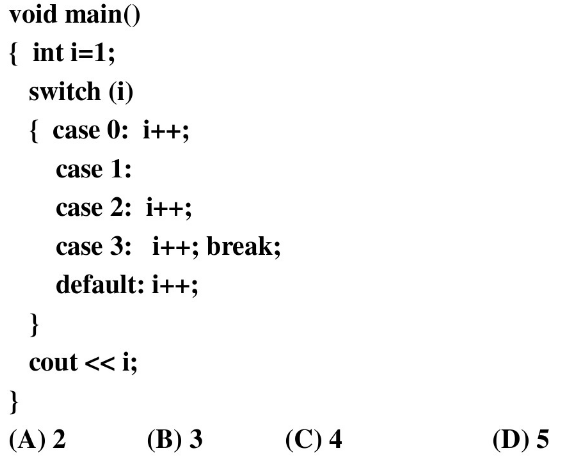 void main()
{ int i=1;
switch (i)
{ case 0: i++;
case 1:
case 2: i++;
case 3: i++; break;
default: i++;
}
cout << i;
}
(A) 2 (B) 3 (C) 4 (D) 5